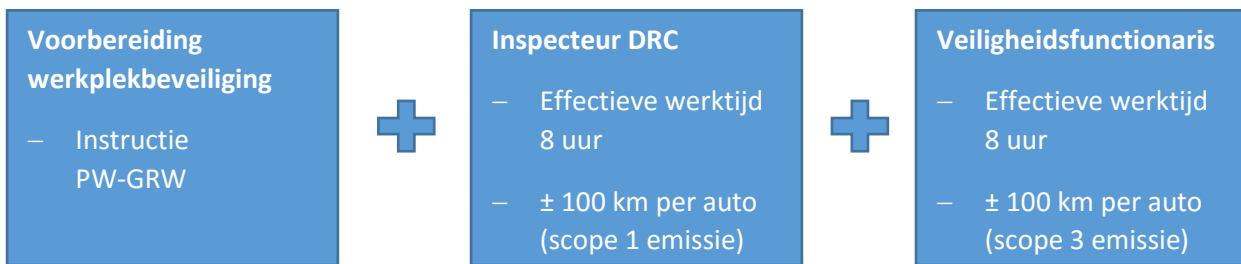 Voorbereiding
werkplekbeveiliging
– Instructie
PW-GRW
Inspecteur DRC
– Effectieve werktijd
8 uur
– ± 100 km per auto
(scope 1 emissie)
Veiligheidsfunctionaris
– Effectieve werktijd
8 uur
– ± 100 km per auto
(scope 3 emissie)